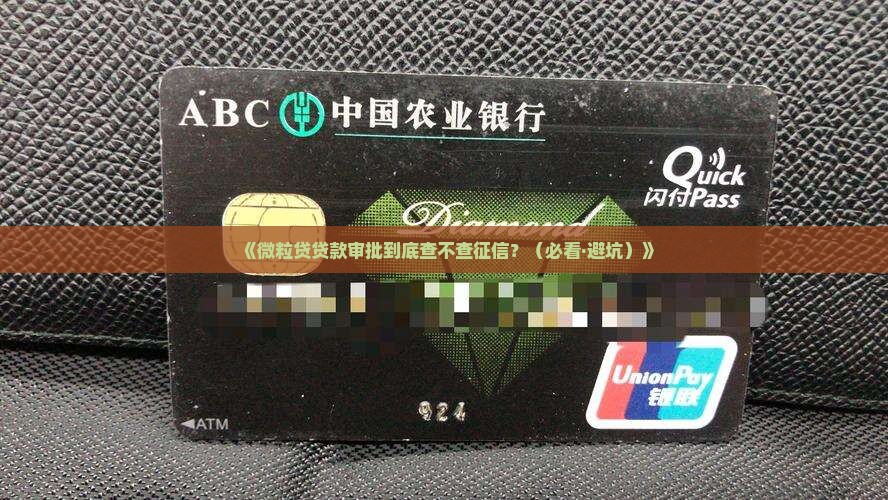 ABC 中国农业银行
Quick
闪付Pass
Diamond
《微粒贷贷款审批到底查不查征信？（必看·避坑）》
924
UnionPay
银联
ATM